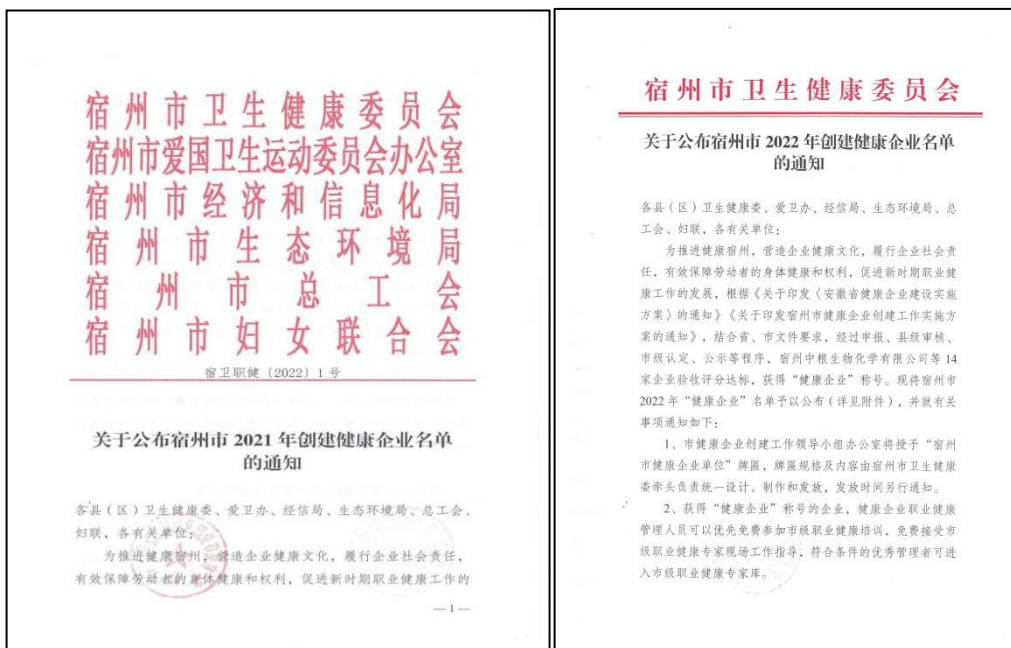 宿州市卫生健康委员会
宿州市爱国卫生运动委员会办公室
宿州市经济和信息化局
宿州市生态环境局
宿州市总工会
宿州市妇女联合会
宿卫职健〔2022〕1号
关于公布宿州市 2021 年创建健康企业名单
的通知
各县（区）卫生健康委、爱卫办、经信局、生态环境局、总工会、
妇联，各有关单位：
为推进健康宿州，营造企业健康文化，履行企业社会责任，
有效保障劳动者的身体健康和权利，促进新时期职业健康工作的
— 1 —
宿州市卫生健康委员会
关于公布宿州市 2022 年创建健康企业名单
的通知
各县（区）卫生健康委、爱卫办、经信局、生态环境局、总
工会、妇联，各有关单位：
为推进健康宿州，营造企业健康文化，履行企业社会责
任，有效保障劳动者的身体健康和权利，促进新时期职业健
康工作的发展，根据《关于印发〈安徽省健康企业建设实施
方案〉的通知》《关于印发宿州市健康企业创建工作实施方
案的通知》，结合省、市文件要求，经过申报、县级审核、
市级认定、公示等程序，宿州中粮生物化学有限公司等 14
家企业验收评分达标，获得“健康企业”称号。现将宿州市
2022 年“健康企业”名单予以公布（详见附件），并就有关
事项通知如下：
1、市健康企业创建工作领导小组办公室将授予“宿州
市健康企业单位”牌匾，牌匾规格及内容由宿州市卫生健康
委牵头负责统一设计、制作和发放，发放时间另行通知。
2、获得“健康企业”称号的企业，健康企业职业健康
管理人员可以优先免费参加市级职业健康培训，免费接受市
级职业健康专家现场工作指导，符合条件的优秀管理者可进
入市级职业健康专家库。